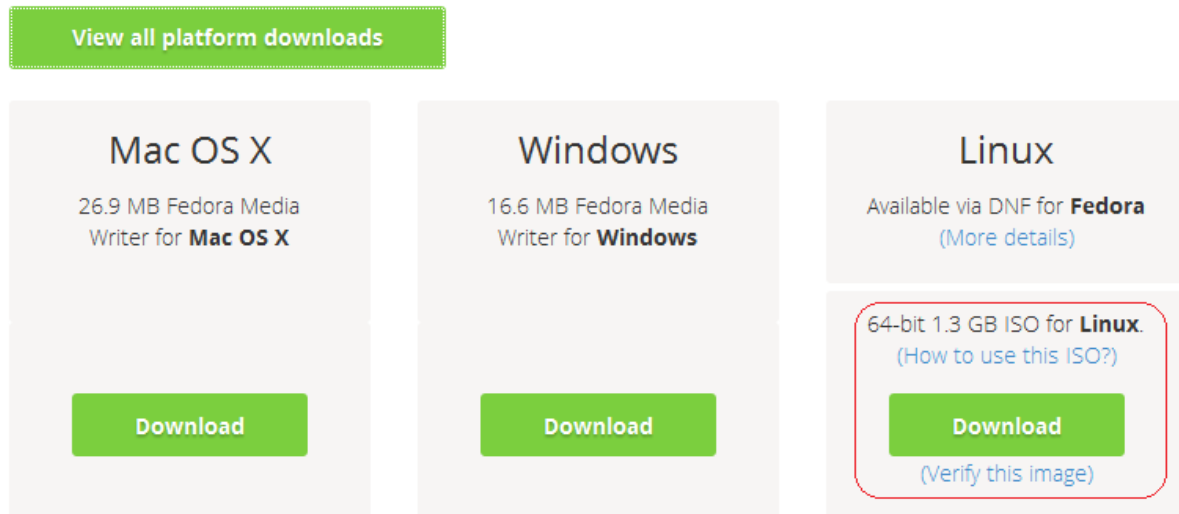 View all platform downloads
Mac OS X
26.9 MB Fedora Media
Writer for Mac OS X
Download
Windows
16.6 MB Fedora Media
Writer for Windows
Download
Linux
Available via DNF for Fedora
(More details)
64-bit 1.3 GB ISO for Linux.
(How to use this ISO?)
Download
(Verify this image)